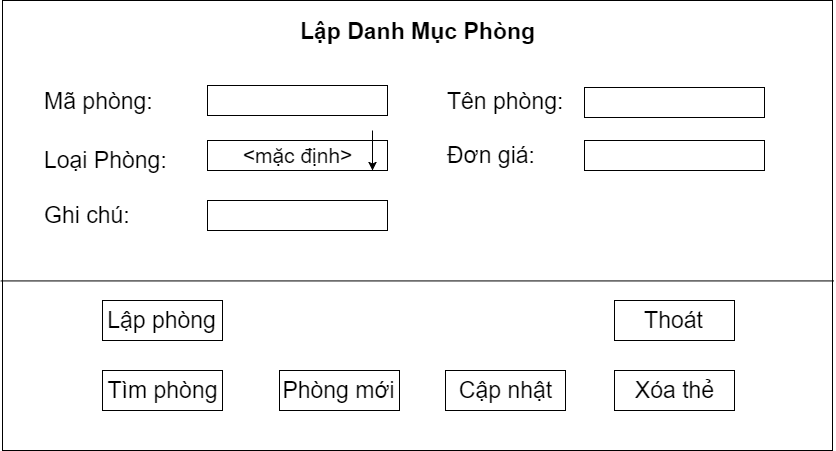 Lập Danh Mục Phòng
Mã phòng:
Tên phòng:
Loại Phòng:
<mặc định>
Đơn giá:
Ghi chú:
Lập phòng
Thoát
Tìm phòng
Phòng mới
Cập nhật
Xóa thẻ